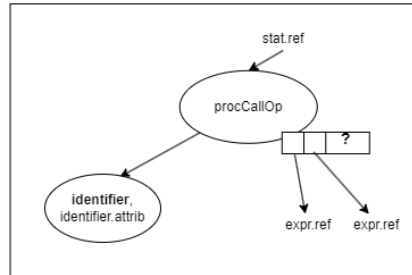 stat.ref
procCallOp
?
identifier,
identifier.attrib
expr.ref
expr.ref